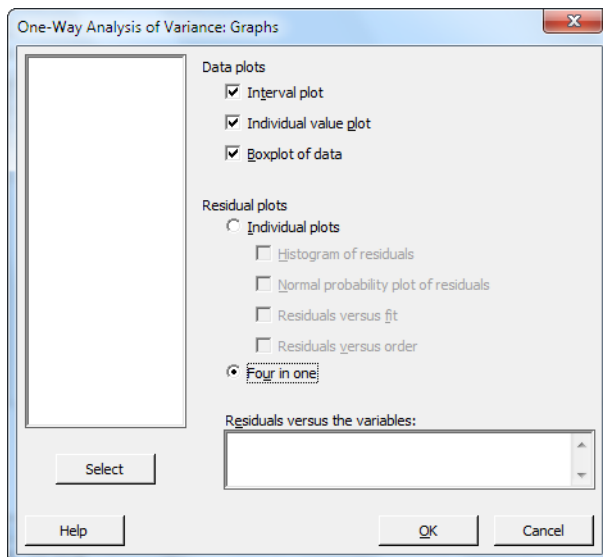 One-Way Analysis of Variance: Graphs
Data plots
Interval plot
Individual value plot
Boxplot of data
Residual plots
Individual plots
Histogram of residuals
Normal probability plot of residuals
Residuals versus fit
Residuals versus order
Four in one
Residuals versus the variables:
Select
Help
OK
Cancel